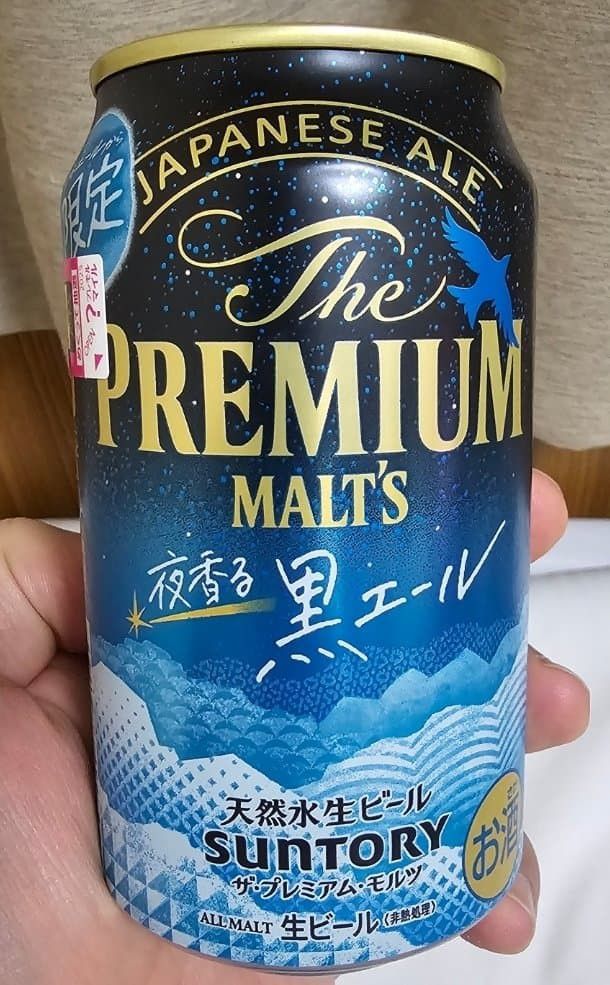 JAPANESE ALE
限定
The
PREMIUM
MALT'S
夜香る 黒エール
天然水生ビール
SUNTORY
ザ・プレミアム・モルツ
ALL MALT 生ビール（非熱処理）
さけ
お酒